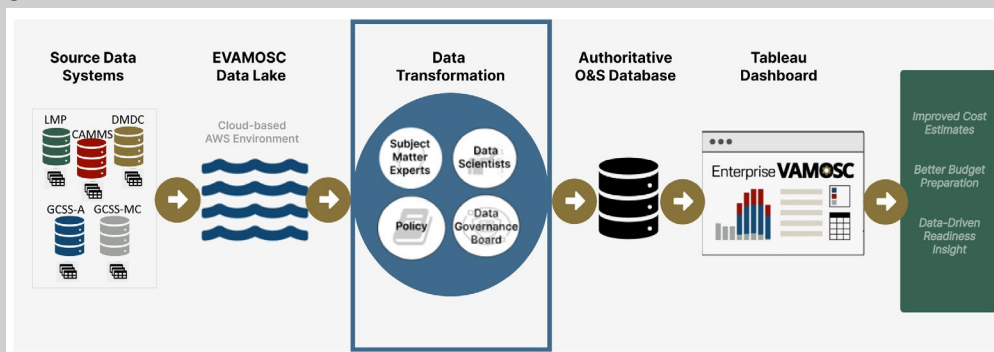 Source Data
Systems
EVAMOSC
Data Lake
Data
Transformation
Authoritative
O&S Database
Tableau
Dashboard
LMP
CAMMS
DMDC
GCSS-A
GCSS-MC
Cloud-based
AWS Environment
Subject
Matter
Experts
Data
Scientists
Policy
Data
Governance
Board
Enterprise VAMOSC
Improved Cost
Estimates
Better Budget
Preparation
Data-Driven
Readiness
Insight